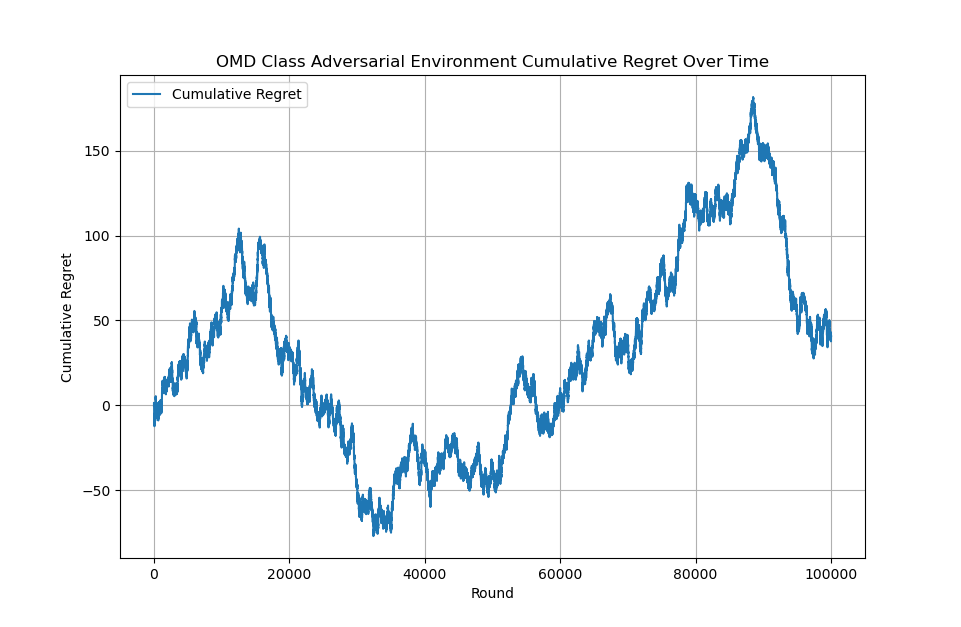 OMD Class Adversarial Environment Cumulative Regret Over Time
Cumulative Regret
150
100
50
0
−50
Cumulative Regret
0 20000 40000 60000 80000 100000
Round